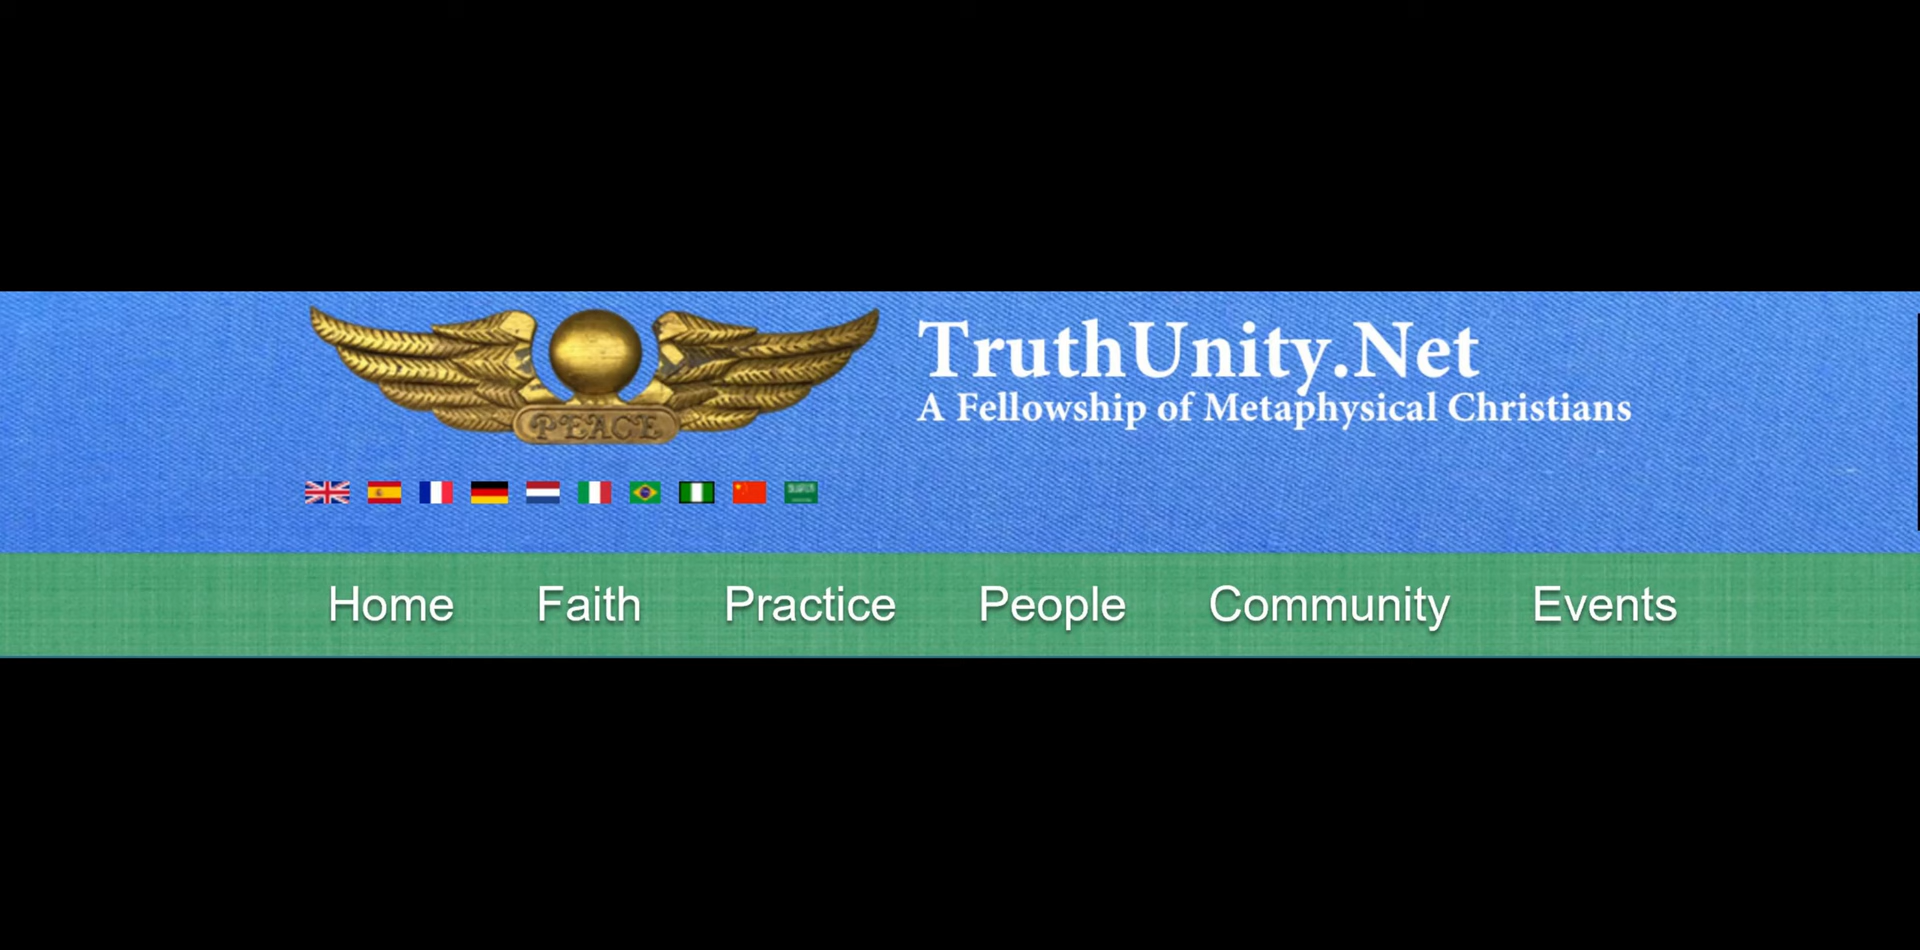 PEACE
TruthUnity.Net
A Fellowship of Metaphysical Christians
Home Faith Practice People Community Events